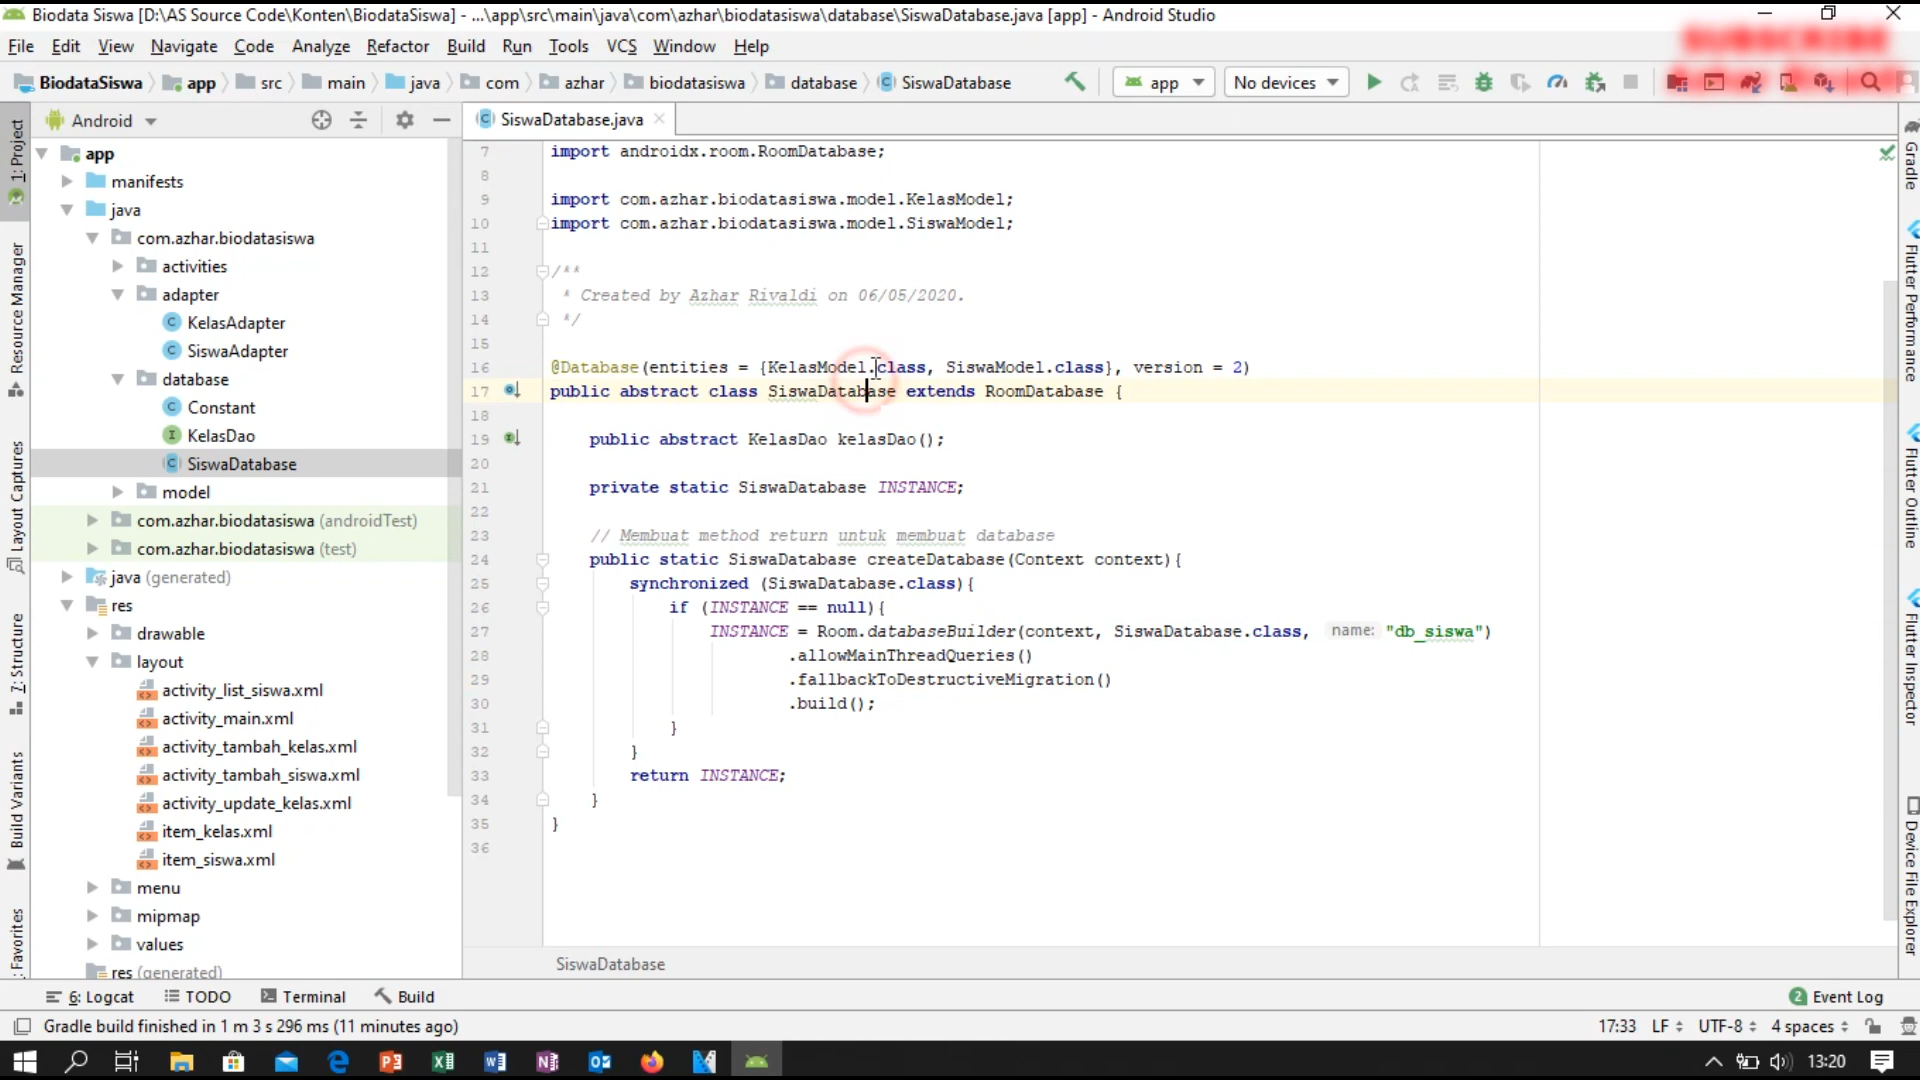 Biodata Siswa [D:\AS Source Code\Konten\BiodataSiswa] - ...\app\src\main\java\com\azhar\biodatasiswa\database\SiswaDatabase.java [app] - Android Studio
File Edit View Navigate Code Analyze Refactor Build Run Tools VCS Window Help
SUBSCRIBE
BiodataSiswa app src main java com azhar biodatasiswa database SiswaDatabase app No devices
Android
SiswaDatabase.java
1: Project
Resource Manager
Layout Captures
7: Structure
Build Variants
Favorites
app
manifests
java
com.azhar.biodatasiswa
activities
adapter
KelasAdapter
SiswaAdapter
database
Constant
KelasDao
SiswaDatabase
model
com.azhar.biodatasiswa (androidTest)
com.azhar.biodatasiswa (test)
java (generated)
res
drawable
layout
activity_list_siswa.xml
activity_main.xml
activity_tambah_kelas.xml
activity_tambah_siswa.xml
activity_update_kelas.xml
item_kelas.xml
item_siswa.xml
menu
mipmap
values
res (generated)
7 import androidx.room.RoomDatabase;
8
9 import com.azhar.biodatasiswa.model.KelasModel;
10 import com.azhar.biodatasiswa.model.SiswaModel;
11
12 /**
13 * Created by Azhar Rivaldi on 06/05/2020.
14 */
15
16 @Database(entities = {KelasModel.class, SiswaModel.class}, version = 2)
17 public abstract class SiswaDatabase extends RoomDatabase {
18
19 public abstract KelasDao kelasDao();
20
21 private static SiswaDatabase INSTANCE;
22
23 // Membuat method return untuk membuat database
24 public static SiswaDatabase createDatabase(Context context){
25 synchronized (SiswaDatabase.class){
26 if (INSTANCE == null){
27 INSTANCE = Room.databaseBuilder(context, SiswaDatabase.class, name: "db_siswa")
28 .allowMainThreadQueries()
29 .fallbackToDestructiveMigration()
30 .build();
31 }
32 }
33 return INSTANCE;
34 }
35 }
36
SiswaDatabase
Gradle
Flutter Performance
Flutter Outline
Flutter Inspector
Device File Explorer
6: Logcat TODO Terminal Build
2 Event Log
Gradle build finished in 1 m 3 s 296 ms (11 minutes ago)
17:33 LF UTF-8 4 spaces
13:20